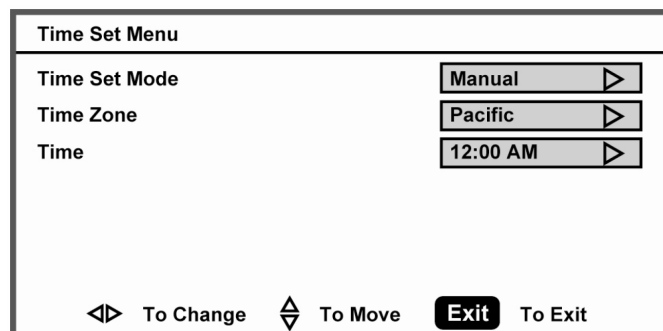 Time Set Menu
Time Set Mode Manual
Time Zone Pacific
Time 12:00 AM
To Change To Move Exit To Exit